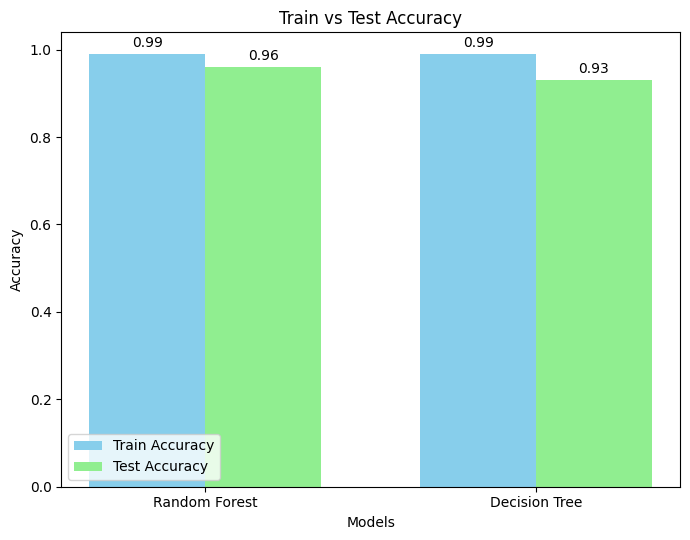 Train vs Test Accuracy
0.99
0.96
0.99
0.93
1.0
0.8
0.6
0.4
0.2
0.0
Accuracy
Train Accuracy
Test Accuracy
Random Forest
Decision Tree
Models